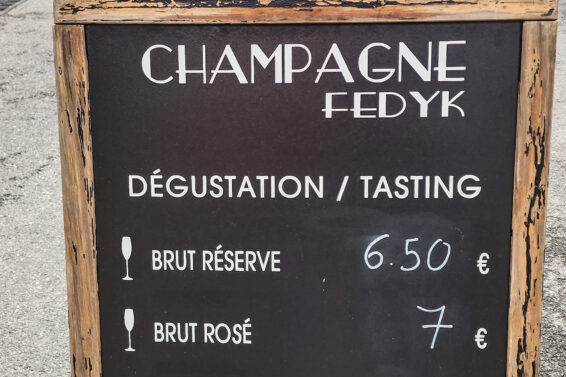 CHAMPAGNE
FEDYK
DÉGUSTATION / TASTING
BRUT RÉSERVE 6.50 €
BRUT ROSÉ 7 €